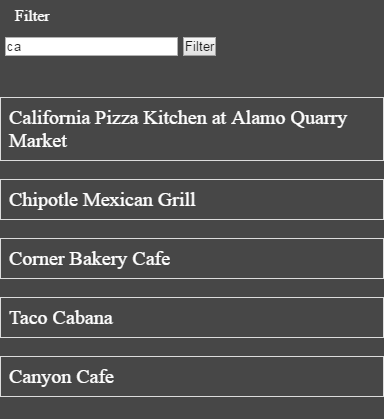 Filter
ca
Filter
California Pizza Kitchen at Alamo Quarry
Market
Chipotle Mexican Grill
Corner Bakery Cafe
Taco Cabana
Canyon Cafe